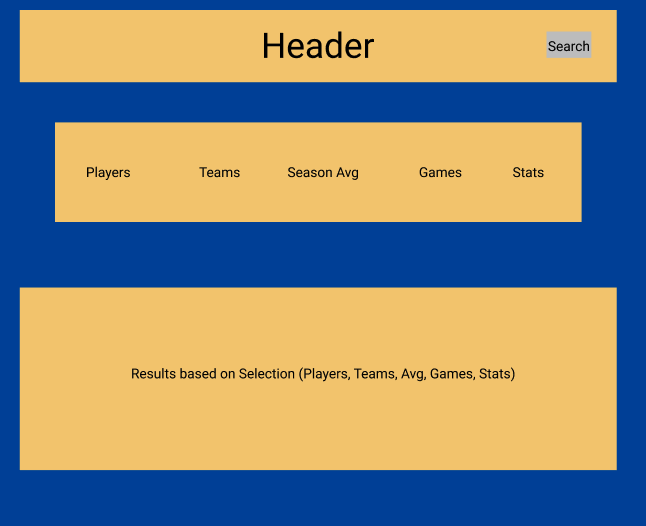 Header
Search
Players Teams Season Avg Games Stats
Results based on Selection (Players, Teams, Avg, Games, Stats)